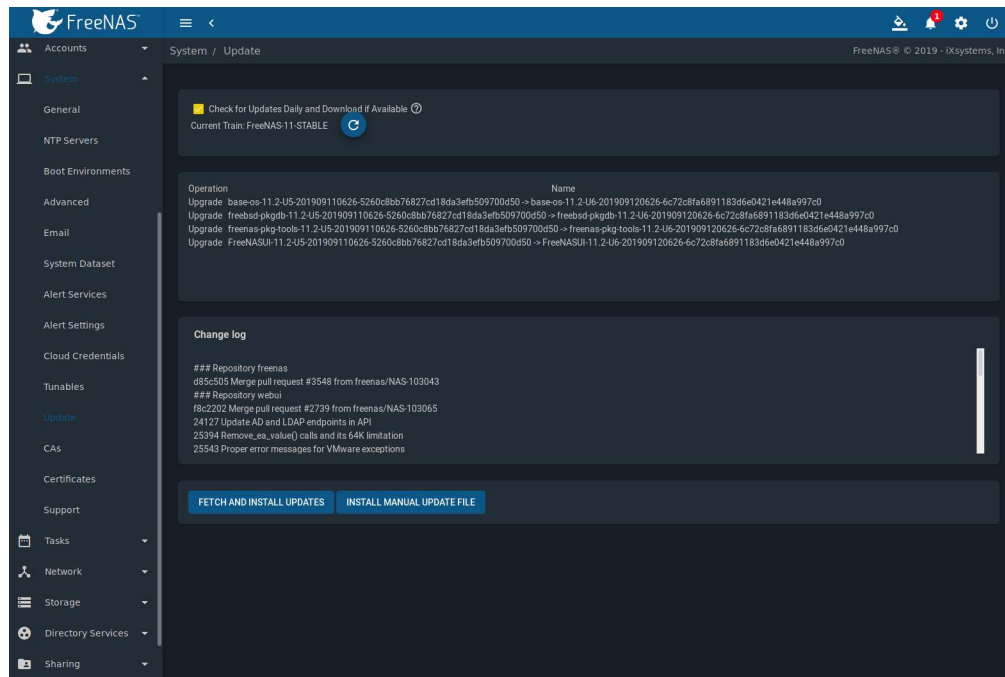 FreeNAS®
1
Accounts
System / Update
FreeNAS® © 2019 - iXsystems, In
System
General
NTP Servers
Boot Environments
Advanced
Email
System Dataset
Alert Services
Alert Settings
Cloud Credentials
Tunables
Update
CAs
Certificates
Support
Tasks
Network
Storage
Directory Services
Sharing
Check for Updates Daily and Download if Available
Current Train: FreeNAS-11-STABLE
Operation Name
Upgrade base-os-11.2-U5-201909110626-5260c8bb76827cd18da3efb509700d50 -> base-os-11.2-U6-201909120626-6c72c8fa6891183d6e0421e448a997c0
Upgrade freebsd-pkgdb-11.2-U5-201909110626-5260c8bb76827cd18da3efb509700d50 -> freebsd-pkgdb-11.2-U6-201909120626-6c72c8fa6891183d6e0421e448a997c0
Upgrade freenas-pkg-tools-11.2-U5-201909110626-5260c8bb76827cd18da3efb509700d50 -> freenas-pkg-tools-11.2-U6-201909120626-6c72c8fa6891183d6e0421e448a997c0
Upgrade FreeNASUI-11.2-U5-201909110626-5260c8bb76827cd18da3efb509700d50 -> FreeNASUI-11.2-U6-201909120626-6c72c8fa6891183d6e0421e448a997c0
Change log
### Repository freenas
d85c505 Merge pull request #3548 from freenas/NAS-103043
### Repository webui
f8c2202 Merge pull request #2739 from freenas/NAS-103065
24127 Update AD and LDAP endpoints in API
25394 Remove_ea_value() calls and its 64K limitation
25543 Proper error messages for VMware exceptions
FETCH AND INSTALL UPDATES
INSTALL MANUAL UPDATE FILE